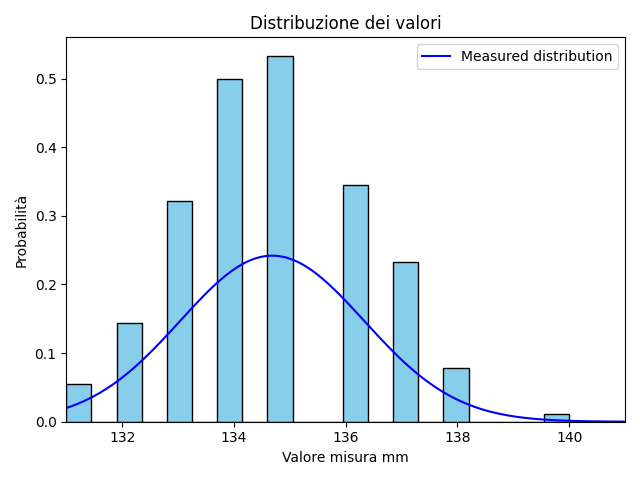 Distribuzione dei valori
Measured distribution
Probabilità
0.5
0.4
0.3
0.2
0.1
0.0
132 134 136 138 140
Valore misura mm